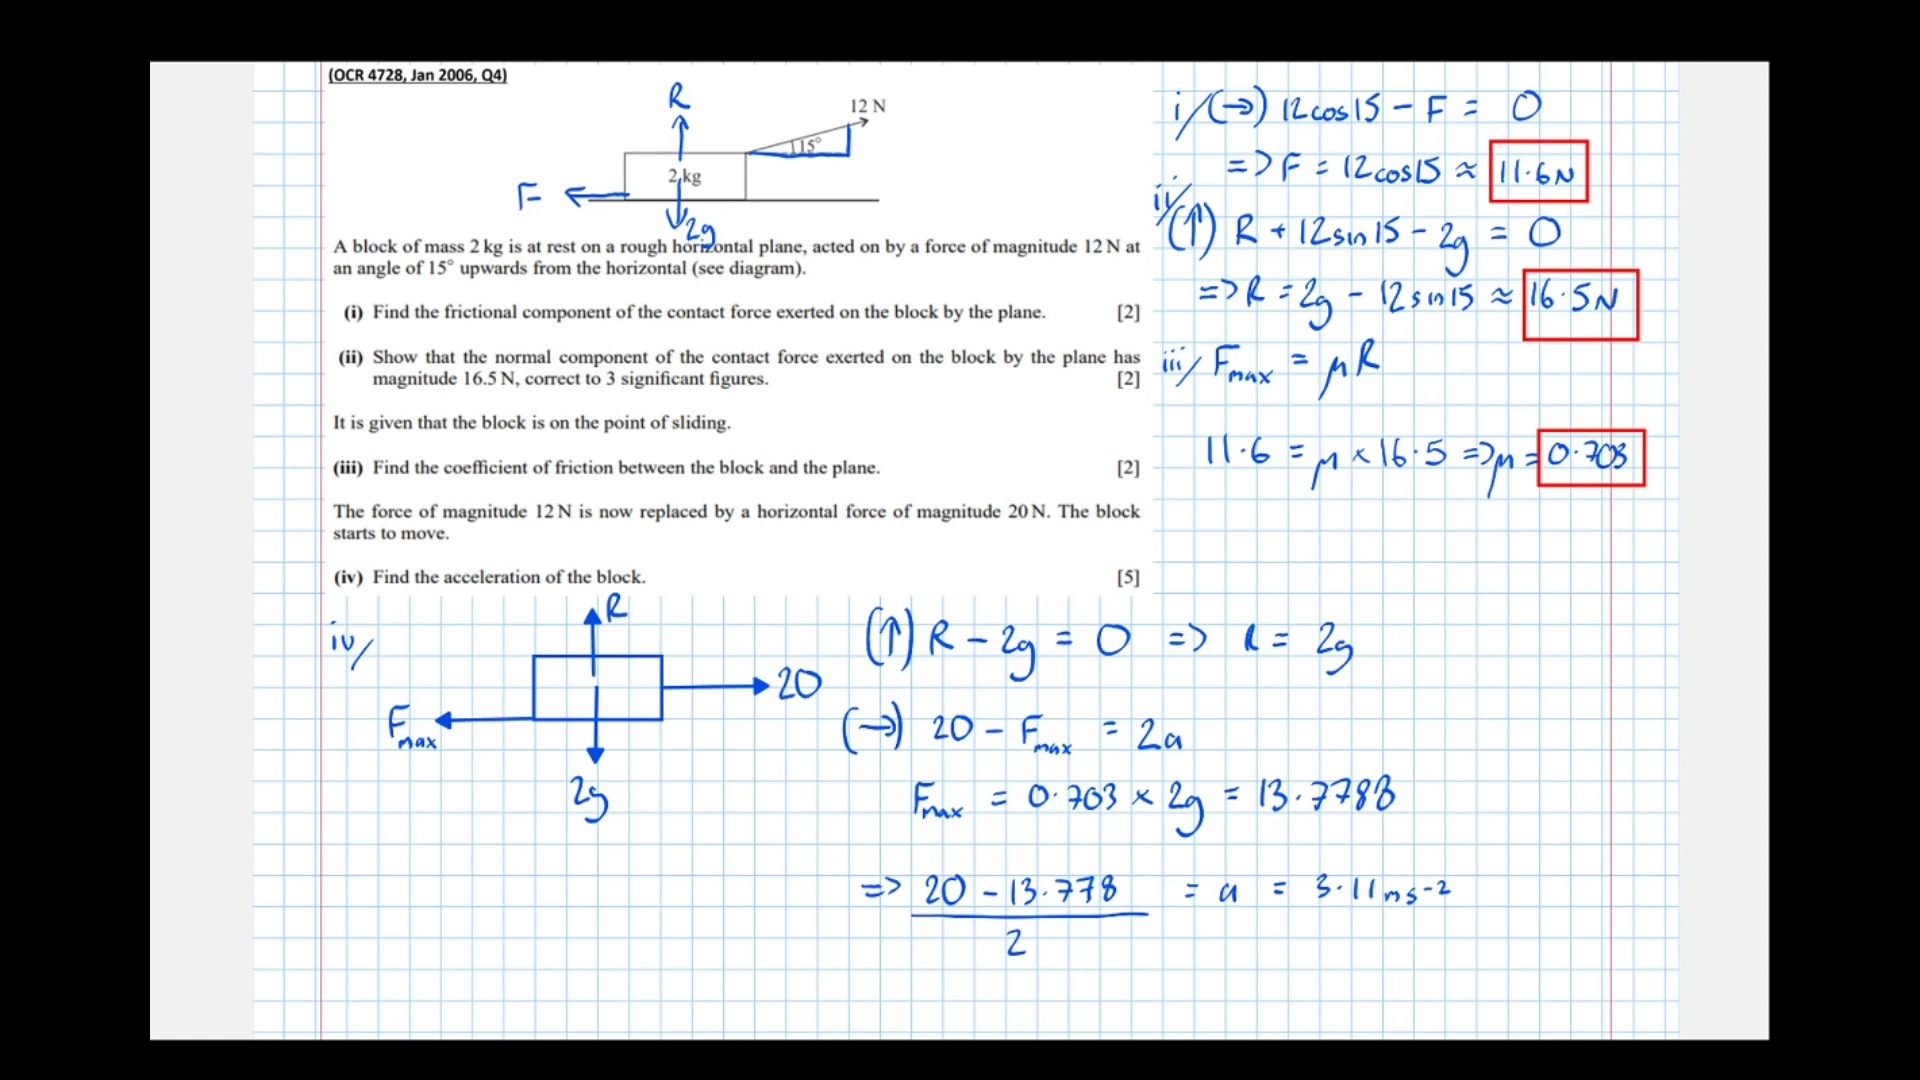 (OCR 4728, Jan 2006, Q4)
R
12 N
15°
2 kg
F
2g
A block of mass 2 kg is at rest on a rough horizontal plane, acted on by a force of magnitude 12 N at
an angle of 15° upwards from the horizontal (see diagram).
(i) Find the frictional component of the contact force exerted on the block by the plane. [2]
(ii) Show that the normal component of the contact force exerted on the block by the plane has
magnitude 16.5 N, correct to 3 significant figures. [2]
It is given that the block is on the point of sliding.
(iii) Find the coefficient of friction between the block and the plane. [2]
The force of magnitude 12 N is now replaced by a horizontal force of magnitude 20 N. The block
starts to move.
(iv) Find the acceleration of the block. [5]
i/ (→) 12cos15 - F = 0
=> F = 12cos15 ≈ 11.6N
ii/
(↑) R + 12sin15 - 2g = 0
=> R = 2g - 12sin15 ≈ 16.5N
iii/ Fmax = μR
11.6 = μ × 16.5 => μ = 0.703
iv/
R
20
Fmax
2g
(↑) R - 2g = 0 => R = 2g
(→) 20 - Fmax = 2a
Fmax = 0.703 × 2g = 13.7788
=> 20 - 13.778 = a = 3.11ms-2
2